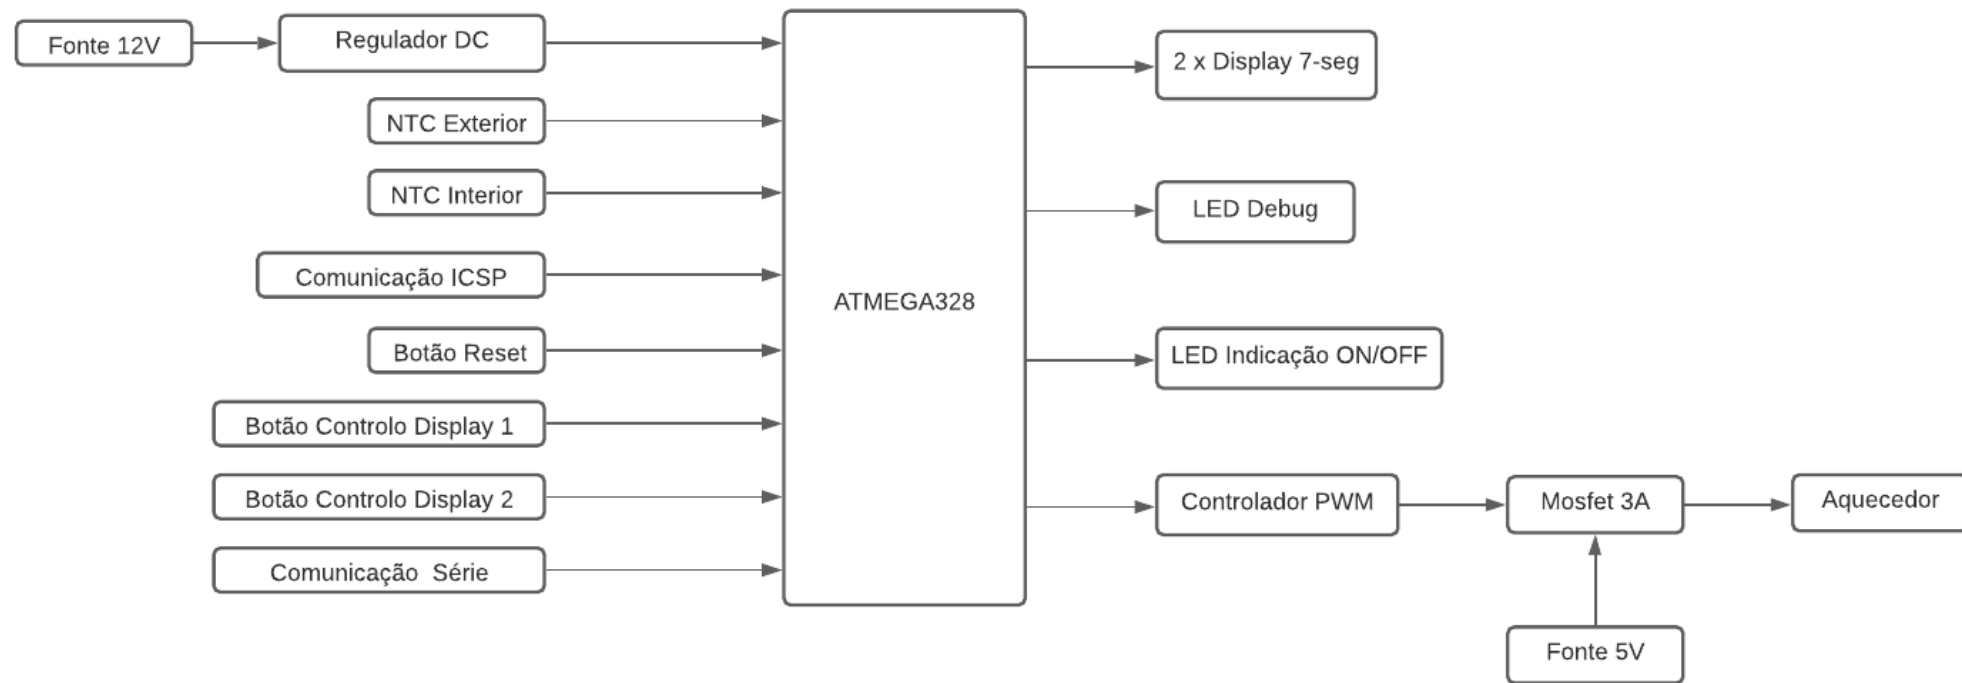 Fonte 12V
Regulador DC
NTC Exterior
NTC Interior
Comunicação ICSP
Botão Reset
Botão Controlo Display 1
Botão Controlo Display 2
Comunicação Série
ATMEGA328
2 x Display 7-seg
LED Debug
LED Indicação ON/OFF
Controlador PWM
Mosfet 3A
Aquecedor
Fonte 5V